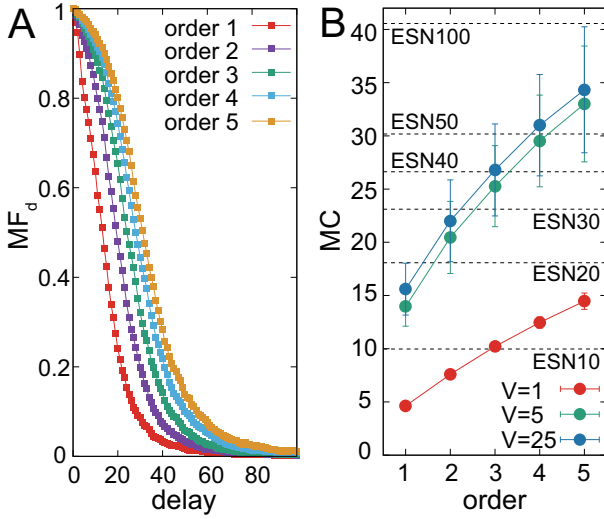 A
1
0.8
0.6
0.4
0.2
0
MF_d
order 1
order 2
order 3
order 4
order 5
0 20 40 60 80
delay
B
40
35
30
25
20
15
10
5
0
MC
ESN100
ESN50
ESN40
ESN30
ESN20
ESN10
V=1
V=5
V=25
1 2 3 4 5
order